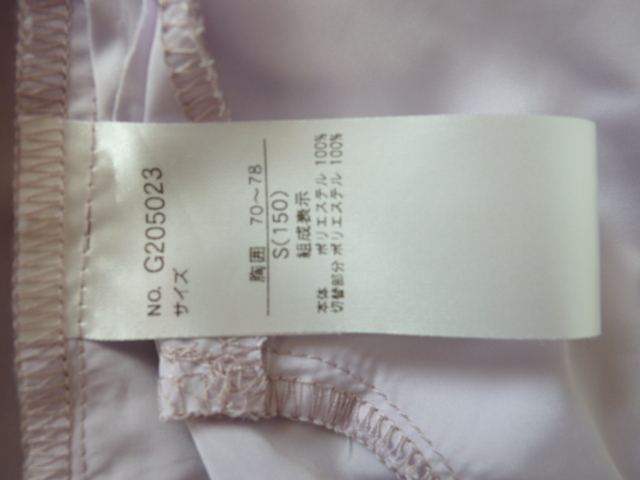 NO. G205023
サイズ
胸囲 70～78
S(150)
組成表示
本体 ポリエステル 100%
切替部分 ポリエステル 100%